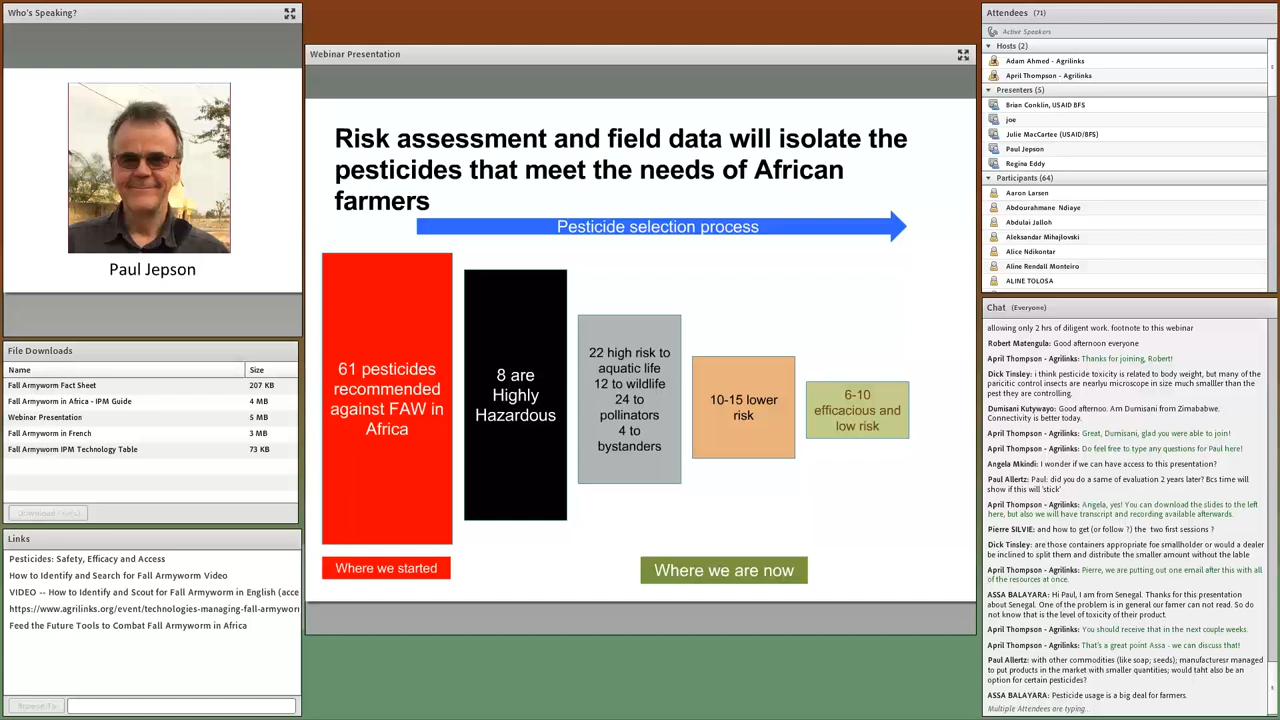 Who's Speaking?
Paul Jepson
File Downloads
Name Size
Fall Armyworm Fact Sheet 207 KB
Fall Armyworm in Africa - IPM Guide 4 MB
Webinar Presentation 5 MB
Fall Armyworm in French 3 MB
Fall Armyworm IPM Technology Table 73 KB
Links
Pesticides: Safety, Efficacy and Access
How to Identify and Search for Fall Armyworm Video
VIDEO -- How to Identify and Scout for Fall Armyworm in English (acce
https://www.agrilinks.org/event/technologies-managing-fall-armyworn
Feed the Future Tools to Combat Fall Armyworm in Africa
Browse To
Webinar Presentation
Risk assessment and field data will isolate the
pesticides that meet the needs of African
farmers
Pesticide selection process
61 pesticides
recommended
against FAW in
Africa
8 are
Highly
Hazardous
22 high risk to
aquatic life
12 to wildlife
24 to
pollinators
4 to
bystanders
10-15 lower
risk
6-10
efficacious and
low risk
Where we started
Where we are now
Attendees (71)
Active Speakers
Hosts (2)
Adam Ahmed - Agrilinks
April Thompson - Agrilinks
Presenters (5)
Brian Conklin, USAID BFS
joe
Julie MacCartee (USAID/BFS)
Paul Jepson
Regina Eddy
Participants (64)
Aaron Larsen
Abdourahmane Ndiaye
Abdulai Jalloh
Aleksandar Mihajlovski
Alice Ndikontar
Aline Rendall Monteiro
ALINE TOLOSA
Chat (Everyone)
allowing only 2 hrs of diligent work. footnote to this webinar
Robert Mategula: Good afternoon everyone
April Thompson - Agrilinks: Thanks for joining, Robert!
Dick Tinsley: i think pesticide toxicity is related to body weight, but many of the
paricitic control insects are nearlyu microscope in size much smaller than the
pest they are controlling.
Dumisani Kutywayo: Good afternoo. Am Dumisani from Zimababwe.
Connectivity is better today.
April Thompson - Agrilinks: Great, Dumisani, glad you were able to join!
April Thompson - Agrilinks: Do feel free to type any questions for Paul here!
Angela Mkindi: I wonder if we can have access to this presentation?
Paul Allertz: Paul: did you do a same of evaluation 2 years later? Bcs time will
show if this will 'stick'
April Thompson - Agrilinks: Angela, yes! You can download the slides to the left
here, but also we will have transcript and recording available afterwards.
Pierre SILVIE: and how to get (or follow ?) the two first sessions ?
Dick Tinsley: are those containers appropriate foe smallholder or would a dealer
be inclined to split them and distribute the smaller amount without the lable
April Thompson - Agrilinks: Pierre, we are putting out one email after this with all
of the resources at once.
ASSA BALAYARA: Hi Paul, I am from Senegal. Thanks for this presentation
about Senegal. One of the problem is in general our femer can not read. So do
not know that is the level of toxicity of their product.
April Thompson - Agrilinks: You should receive that in the next couple weeks.
April Thompson - Agrilinks: That's a great point Assa - we can discuss that!
Paul Allertz: with other commodities (like soap; seeds); manufacturesr managed
to put products in the market with smaller quantities; would taht also be an
option for certain pesticides?
ASSA BALAYARA: Pesticide usage is a big deal for farmers.
Multiple Attendees are typing...